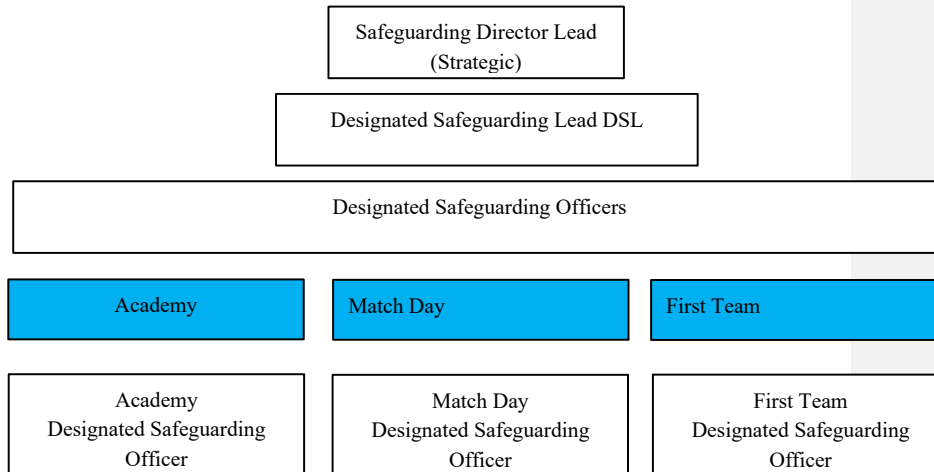 Safeguarding Director Lead
(Strategic)
Designated Safeguarding Lead DSL
Designated Safeguarding Officers
Academy
Match Day
First Team
Academy
Designated Safeguarding
Officer
Match Day
Designated Safeguarding
Officer
First Team
Designated Safeguarding
Officer